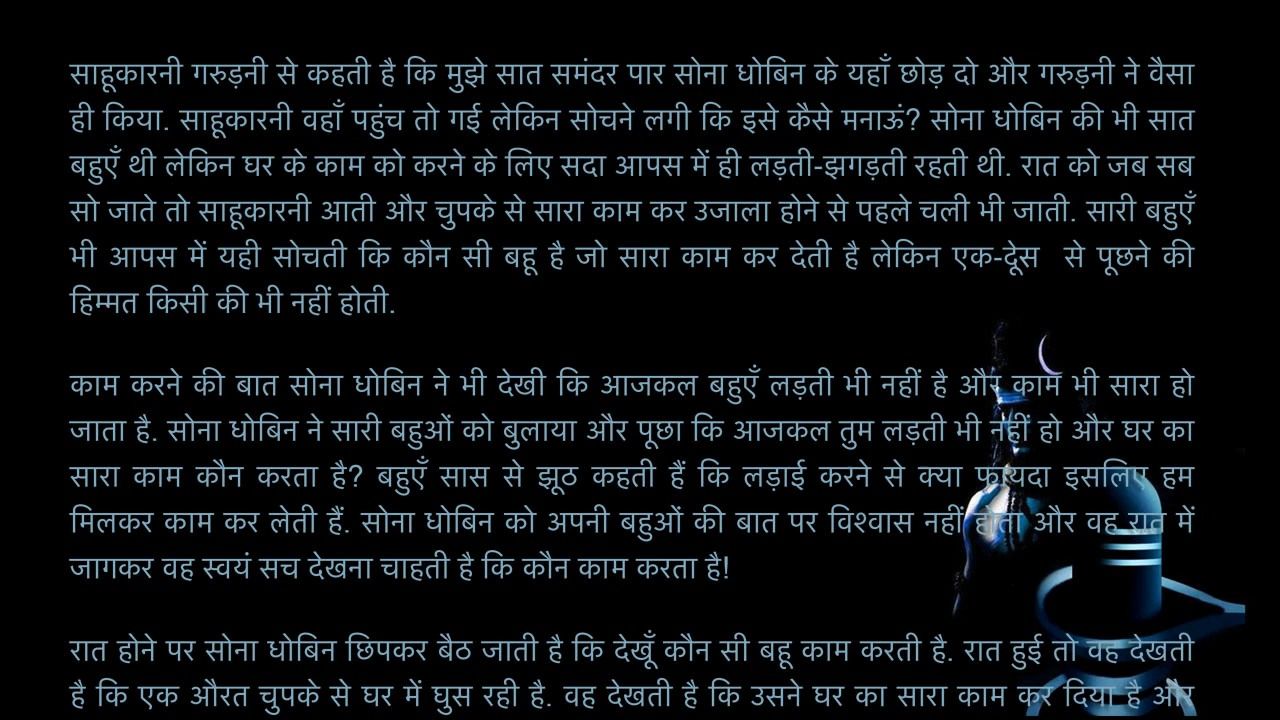 साहूकारनी गरुड़नी से कहती है कि मुझे सात समंदर पार सोना धोबिन के यहाँ छोड़ दो और गरुड़नी ने वैसा
ही किया. साहूकारनी वहाँ पहुंच तो गई लेकिन सोचने लगी कि इसे कैसे मनाऊं? सोना धोबिन की भी सात
बहुएँ थी लेकिन घर के काम को करने के लिए सदा आपस में ही लड़ती-झगड़ती रहती थी. रात को जब सब
सो जाते तो साहूकारनी आती और चुपके से सारा काम कर उजाला होने से पहले चली भी जाती. सारी बहुएँ
भी आपस में यही सोचती कि कौन सी बहू है जो सारा काम कर देती है लेकिन एक-दूेस से पूछने की
हिम्मत किसी की भी नहीं होती.
काम करने की बात सोना धोबिन ने भी देखी कि आजकल बहुएँ लड़ती भी नहीं है और काम भी सारा हो
जाता है. सोना धोबिन ने सारी बहुओं को बुलाया और पूछा कि आजकल तुम लड़ती भी नहीं हो और घर का
सारा काम कौन करता है? बहुएँ सास से झूठ कहती हैं कि लड़ाई करने से क्या फायदा इसलिए हम
मिलकर काम कर लेती हैं. सोना धोबिन को अपनी बहुओं की बात पर विश्वास नहीं होता और वह रात में
जागकर वह स्वयं सच देखना चाहती है कि कौन काम करता है!
रात होने पर सोना धोबिन छिपकर बैठ जाती है कि देखूँ कौन सी बहू काम करती है. रात हुई तो वह देखती
है कि एक औरत चुपके से घर में घुस रही है. वह देखती है कि उसने घर का सारा काम कर दिया है और